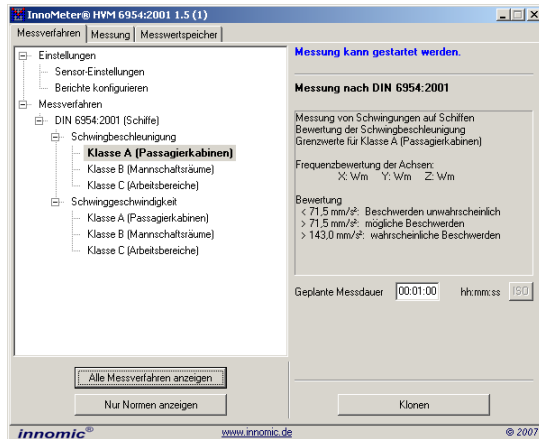 InnoMeter® HVM 6954:2001 1.5 (1)
Messverfahren Messung Messwertspeicher
Einstellungen
Sensor-Einstellungen
Berichte konfigurieren
Messverfahren
DIN 6954:2001 (Schiffe)
Schwingbeschleunigung
Klasse A (Passagierkabinen)
Klasse B (Mannschaftsräume)
Klasse C (Arbeitsbereiche)
Schwinggeschwindigkeit
Klasse A (Passagierkabinen)
Klasse B (Mannschaftsräume)
Klasse C (Arbeitsbereiche)
Alle Messverfahren anzeigen
Nur Normen anzeigen
Messung kann gestartet werden.
Messung nach DIN 6954:2001
Messung von Schwingungen auf Schiffen
Bewertung der Schwingbeschleunigung
Grenzwerte für Klasse A (Passagierkabinen)
Frequenzbewertung der Achsen:
X: Wm Y: Wm Z: Wm
Bewertung
< 71,5 mm/s²: Beschwerden unwahrscheinlich
> 71,5 mm/s²: mögliche Beschwerden
> 143,0 mm/s²: wahrscheinliche Beschwerden
Geplante Messdauer 00:01:00 hh:mm:ss ISO
Klonen
innomic® www.innomic.de © 2007